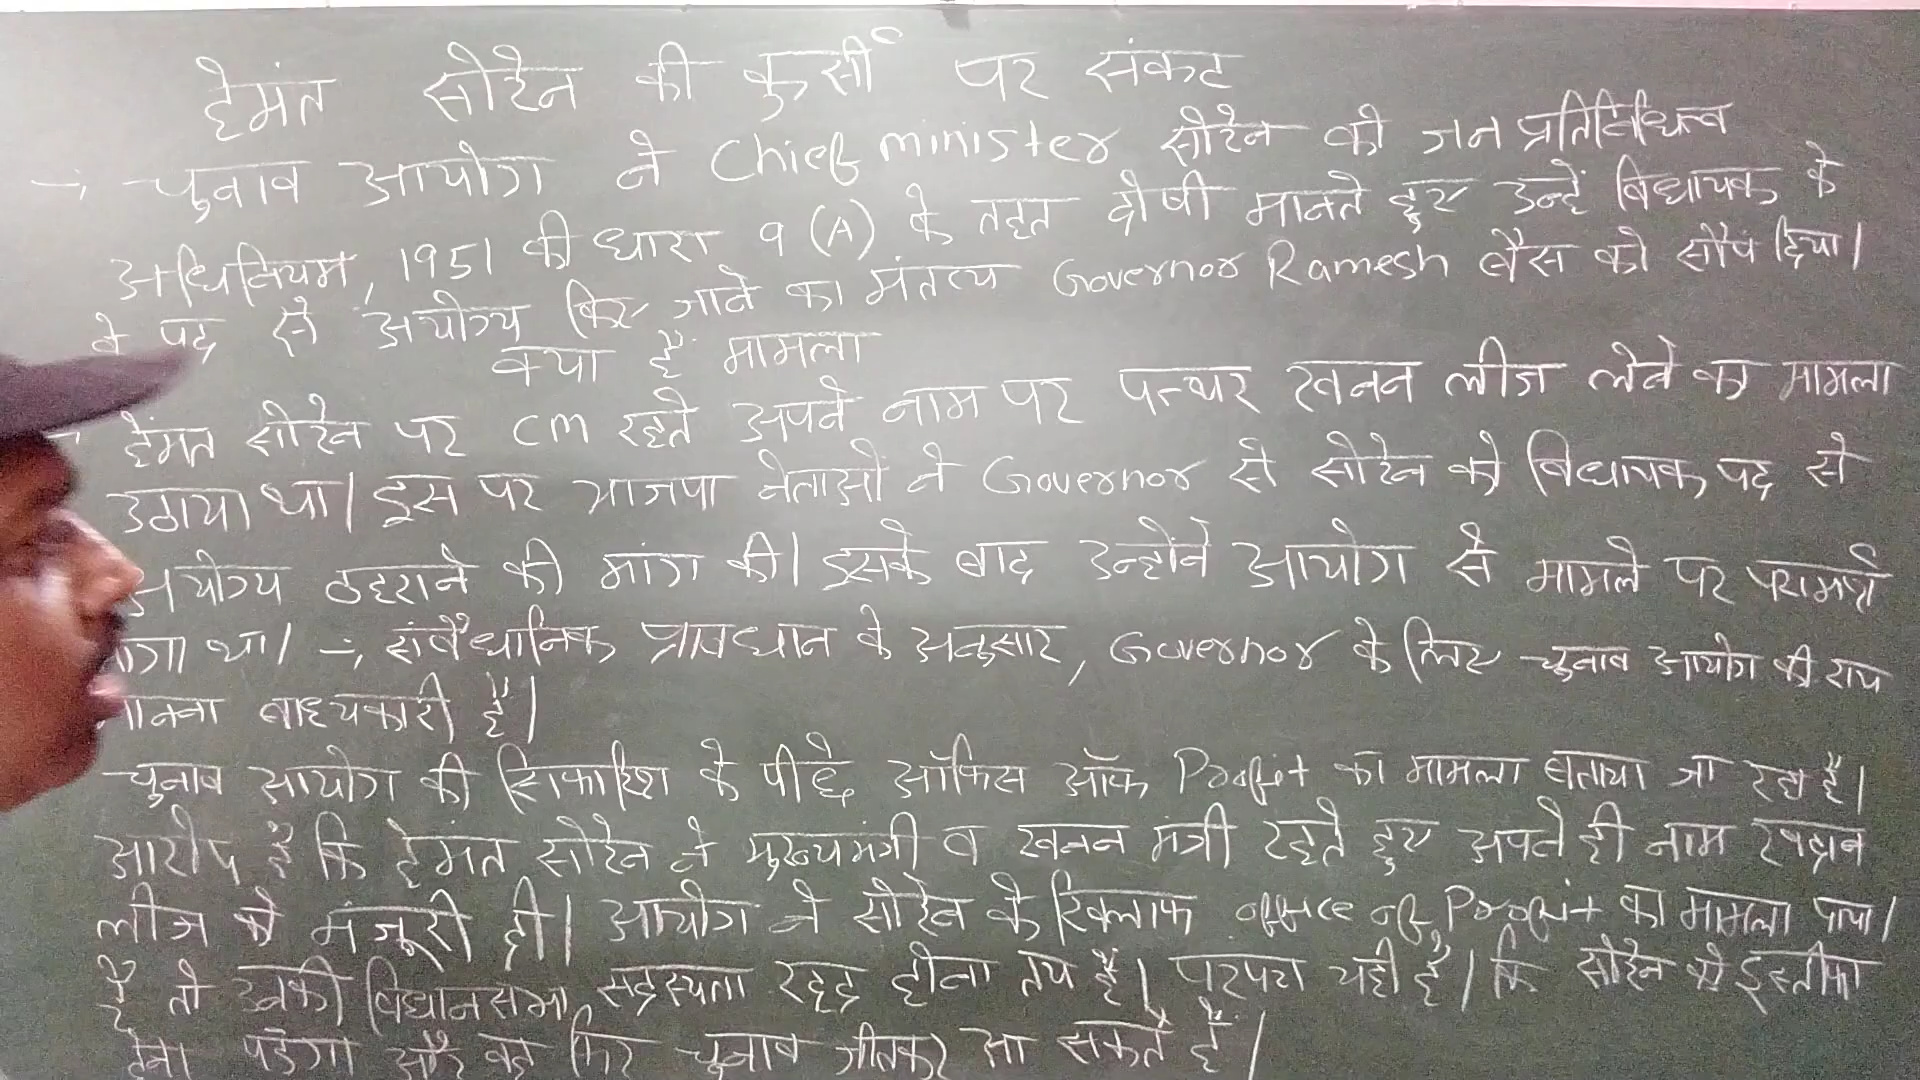 हेमंत सोरेन की कुर्सी पर संकट
→ चुनाव आयोग ने Chief minister सोरेन को जन प्रतिनिधित्व
अधिनियम, 1951 की धारा 9 (A) के तहत दोषी मानते हुए उन्हें विधायक के
के पद से अयोग्य किए जाने का मंतव्य Governor Ramesh बैस को सौंप दिया।
क्या है मामला
हेमंत सोरेन पर CM रहते अपने नाम पर पत्थर खनन लीज लेने का मामला
उठाया था। इस पर भाजपा नेताओं ने Governor से सोरेन को विधायक पद से
अयोग्य ठहराने की मांग की। इसके बाद उन्होंने आयोग से मामले पर परामर्श
था। → संवैधानिक प्रावधान के अनुसार, Governor के लिए चुनाव आयोग की राय
मानना बाध्यकारी है।
चुनाव आयोग की सिफारिश के पीछे ऑफिस ऑफ Profit का मामला बताया जा रहा है।
आरोप है कि हेमंत सोरेन ने मुख्यमंत्री व खनन मंत्री रहते हुए अपने ही नाम
लीज को मंजूरी दी। आयोग ने सोरेन के खिलाफ office of Profit का मामला पाया।
है तो उनकी विधानसभा सदस्यता रद्द होना तय है। परंपरा यही है। कि सोरेन को इस्तीफा
देना पड़ेगा और वह फिर चुनाव जीतकर आ सकते हैं।